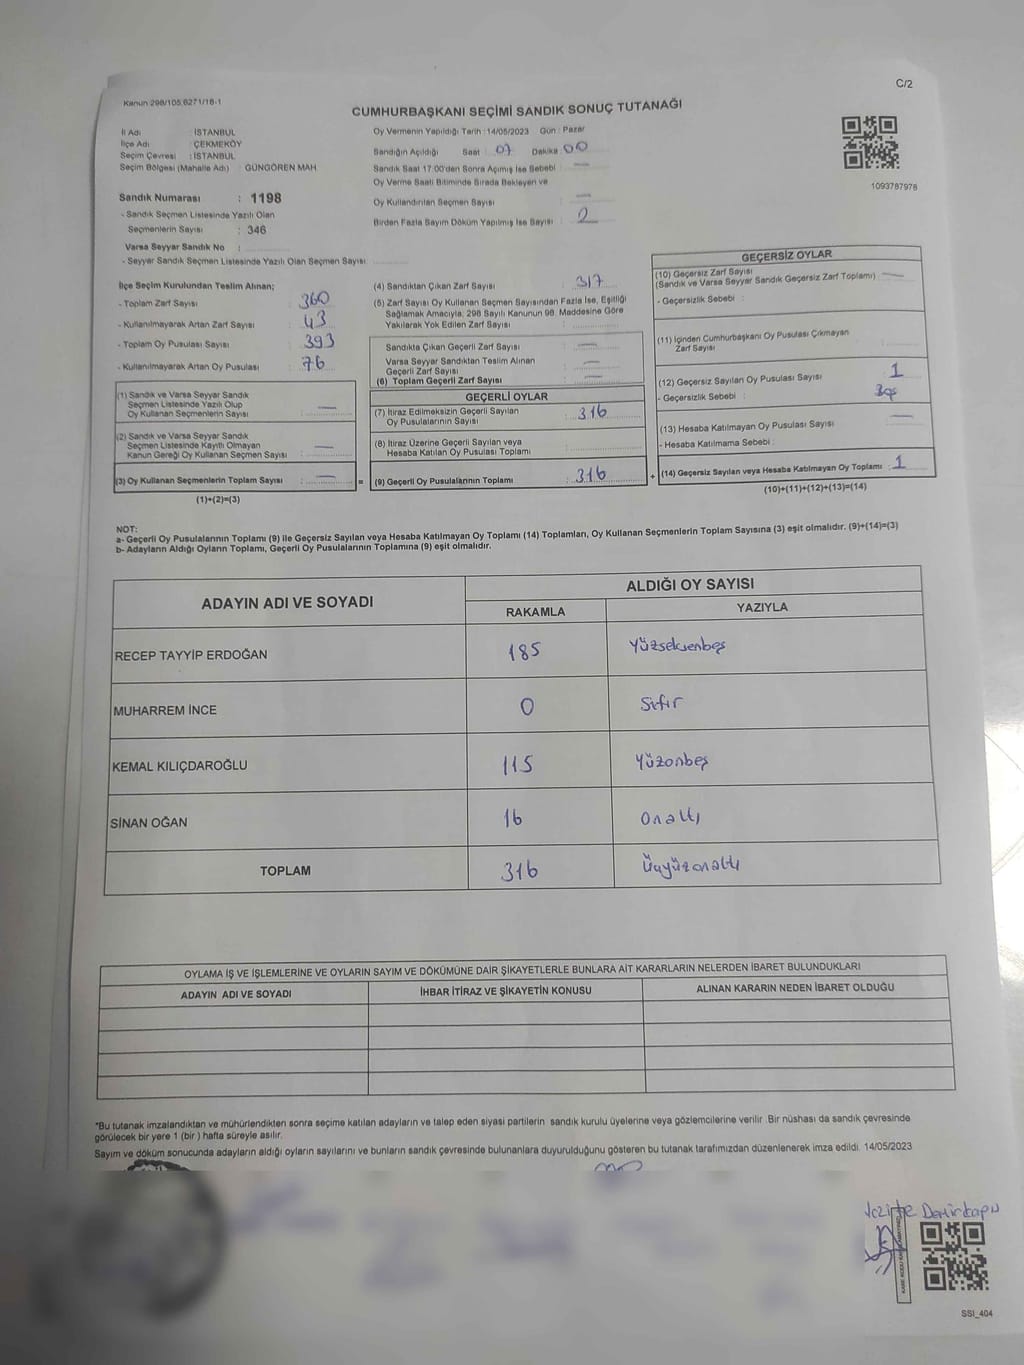 C/2
Kanun 298/105,6271/18-1
CUMHURBAŞKANI SEÇİMİ SANDIK SONUÇ TUTANAĞI
İl Adı : İSTANBUL
İlçe Adı : ÇEKMEKÖY
Seçim Çevresi : İSTANBUL
Seçim Bölgesi (Mahalle Adı) : GÜNGÖREN MAH
Oy Vermenin Yapıldığı Tarih : 14/05/2023 Gün : Pazar
Sandığın Açıldığı Saat : 07 Dakika : 00
Sandık Saat 17:00'den Sonra Açımış İse Sebebi : —
Oy Verme Saati Bitiminde Sırada Bekleyen ve
Oy Kullandırılan Seçmen Sayısı : —
Birden Fazla Sayım Döküm Yapılmış İse Sayısı : 2
1093787978
Sandık Numarası : 1198
- Sandık Seçmen Listesinde Yazılı Olan
Seçmenlerin Sayısı : 346
Varsa Seyyar Sandık No :
- Seyyar Sandık Seçmen Listesinde Yazılı Olan Seçmen Sayısı :
İlçe Seçim Kurulundan Teslim Alınan;
- Toplam Zarf Sayısı : 360
- Kullanılmayarak Artan Zarf Sayısı : 43
- Toplam Oy Pusulası Sayısı : 393
- Kullanılmayarak Artan Oy Pusulası : 76
(1) Sandık ve Varsa Seyyar Sandık
Seçmen Listesinde Yazılı Olup
Oy Kullanan Seçmenlerin Sayısı : —
(2) Sandık ve Varsa Seyyar Sandık
Seçmen Listesinde Kayıtlı Olmayan
Kanun Gereği Oy Kullanan Seçmen Sayısı : —
(3) Oy Kullanan Seçmenlerin Toplam Sayısı : —
(1)+(2)=(3)
(4) Sandıktan Çıkan Zarf Sayısı : 317
(5) Zarf Sayısı Oy Kullanan Seçmen Sayısından Fazla İse, Eşitliği
Sağlamak Amacıyla, 298 Sayılı Kanunun 98. Maddesine Göre
Yakılarak Yok Edilen Zarf Sayısı :
Sandıkta Çıkan Geçerli Zarf Sayısı : —
Varsa Seyyar Sandıktan Teslim Alınan
Geçerli Zarf Sayısı : —
(6) Toplam Geçerli Zarf Sayısı : —
GEÇERLİ OYLAR
(7) İtiraz Edilmeksizin Geçerli Sayılan
Oy Pusulalarının Sayısı : 316
(8) İtiraz Üzerine Geçerli Sayılan veya
Hesaba Katılan Oy Pusulası Toplamı :
= (9) Geçerli Oy Pusulalarının Toplamı : 316
GEÇERSİZ OYLAR
(10) Geçersiz Zarf Sayısı
(Sandık ve Varsa Seyyar Sandık Geçersiz Zarf Toplamı) : —
- Geçersizlik Sebebi :
(11) İçinden Cumhurbaşkanı Oy Pusulası Çıkmayan
Zarf Sayısı :
(12) Geçersiz Sayılan Oy Pusulası Sayısı : 1
- Geçersizlik Sebebi : Boş
(13) Hesaba Katılmayan Oy Pusulası Sayısı : —
- Hesaba Katılmama Sebebi :
+ (14) Geçersiz Sayılan veya Hesaba Katılmayan Oy Toplamı : 1
(10)+(11)+(12)+(13)=(14)
NOT:
a- Geçerli Oy Pusulalarının Toplamı (9) ile Geçersiz Sayılan veya Hesaba Katılmayan Oy Toplamı (14) Toplamları, Oy Kullanan Seçmenlerin Toplam Sayısına (3) eşit olmalıdır. (9)+(14)=(3)
b- Adayların Aldığı Oyların Toplamı, Geçerli Oy Pusulalarının Toplamına (9) eşit olmalıdır.
ADAYIN ADI VE SOYADI
ALDIĞI OY SAYISI
RAKAMLA YAZIYLA
RECEP TAYYİP ERDOĞAN 185 Yüzseksenbeş
MUHARREM İNCE 0 Sıfır
KEMAL KILIÇDAROĞLU 115 Yüzonbeş
SİNAN OĞAN 16 Onaltı
TOPLAM 316 Üçyüzonaltı
OYLAMA İŞ VE İŞLEMLERİNE VE OYLARIN SAYIM VE DÖKÜMÜNE DAİR ŞİKAYETLERLE BUNLARA AİT KARARLARIN NELERDEN İBARET BULUNDUKLARI
ADAYIN ADI VE SOYADI İHBAR İTİRAZ VE ŞİKAYETİN KONUSU ALINAN KARARIN NEDEN İBARET OLDUĞU
*Bu tutanak imzalandıktan ve mühürlendikten sonra seçime katılan adayların ve talep eden siyasi partilerin sandık kurulu üyelerine veya gözlemcilerine verilir. Bir nüshası da sandık çevresinde
görülecek bir yere 1 (bir) hafta süreyle asılır.
Sayım ve döküm sonucunda adayların aldığı oyların sayılarını ve bunların sandık çevresinde bulunanlara duyurulduğunu gösteren bu tutanak tarafımızdan düzenlenerek imza edildi. 14/05/2023
Demirkapu
SSI_404